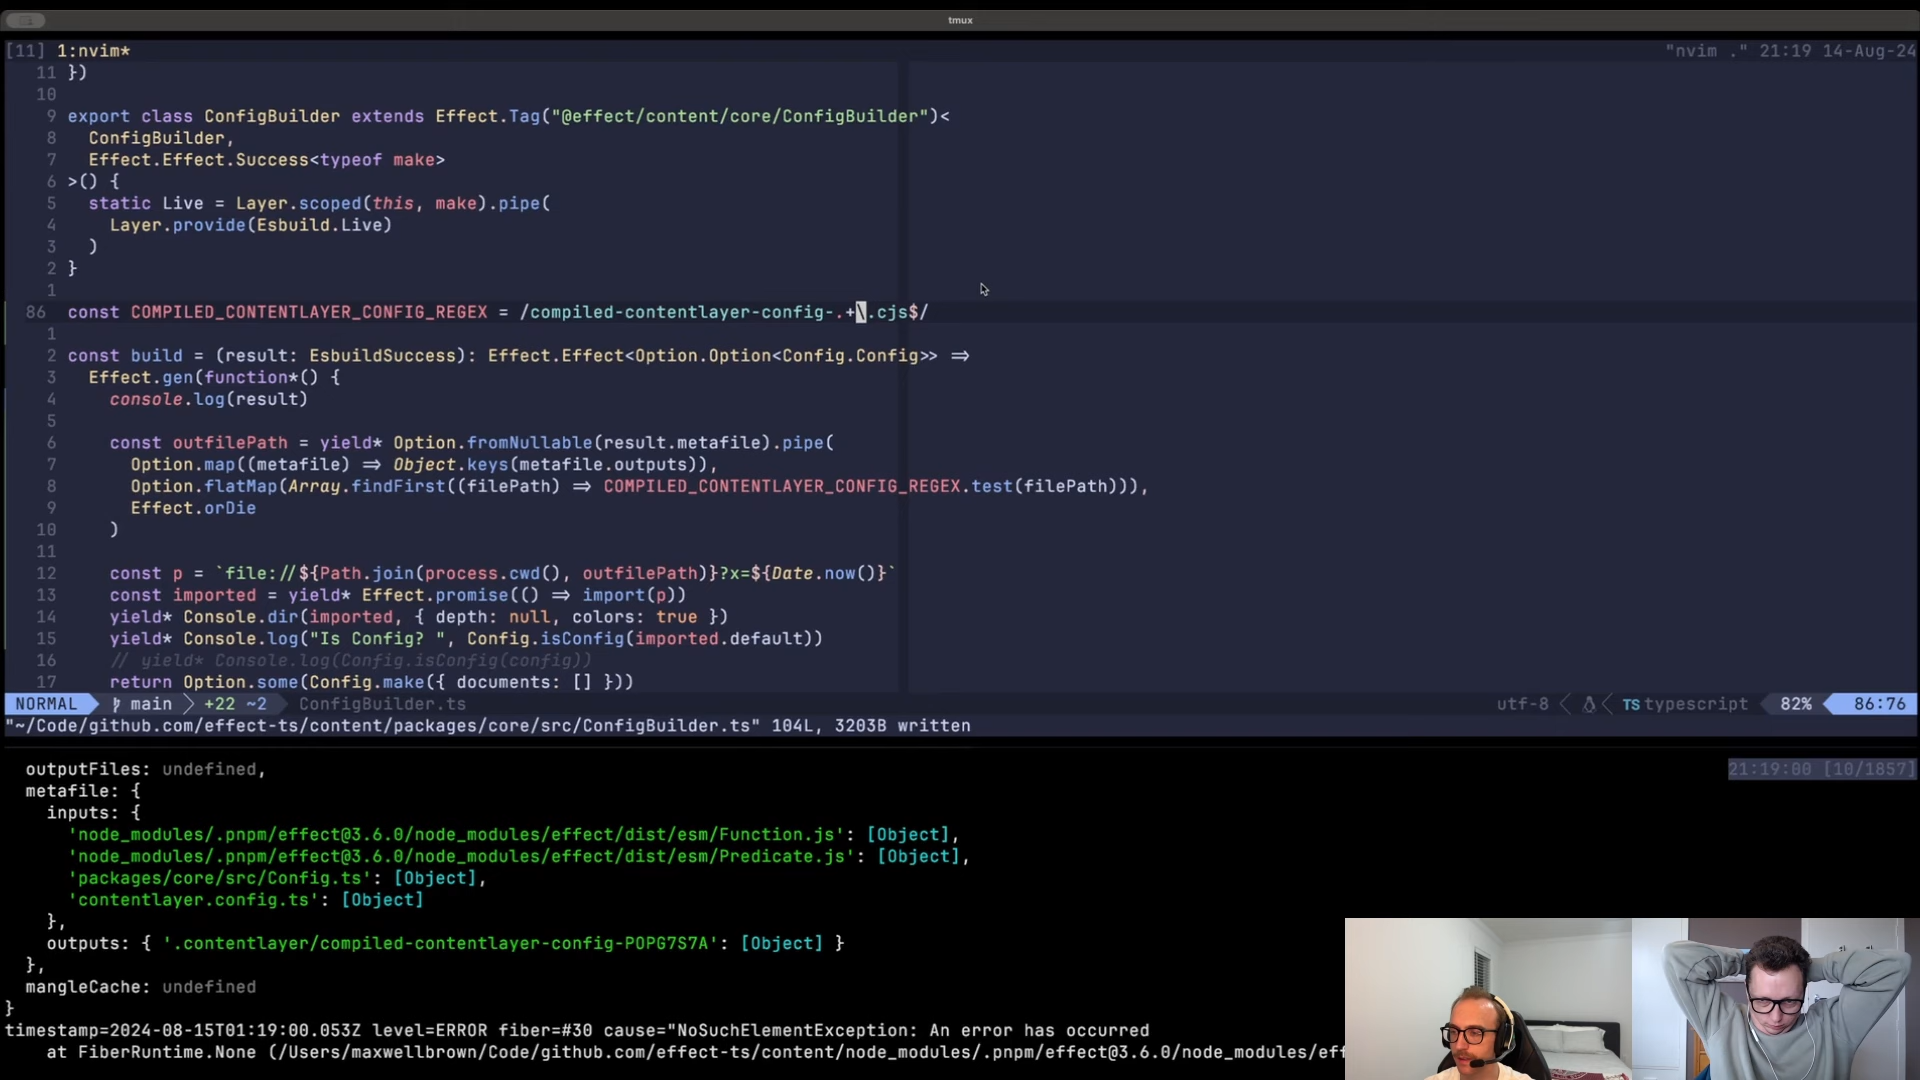 tmux
[11] 1:nvim* "nvim ." 21:19 14-Aug-24
11 })
10
9 export class ConfigBuilder extends Effect.Tag("@effect/content/core/ConfigBuilder")<
8 ConfigBuilder,
7 Effect.Effect.Success<typeof make>
6 >() {
5 static Live = Layer.scoped(this, make).pipe(
4 Layer.provide(Esbuild.Live)
3 )
2 }
1
86 const COMPILED_CONTENTLAYER_CONFIG_REGEX = /compiled-contentlayer-config-.+\.cjs$/
1
2 const build = (result: EsbuildSuccess): Effect.Effect<Option.Option<Config.Config>> =>
3 Effect.gen(function*() {
4 console.log(result)
5
6 const outfilePath = yield* Option.fromNullable(result.metafile).pipe(
7 Option.map((metafile) => Object.keys(metafile.outputs)),
8 Option.flatMap(Array.findFirst((filePath) => COMPILED_CONTENTLAYER_CONFIG_REGEX.test(filePath))),
9 Effect.orDie
10 )
11
12 const p = `file://${Path.join(process.cwd(), outfilePath)}?x=${Date.now()}`
13 const imported = yield* Effect.promise(() => import(p))
14 yield* Console.dir(imported, { depth: null, colors: true })
15 yield* Console.log("Is Config? ", Config.isConfig(imported.default))
16 // yield* Console.log(Config.isConfig(config))
17 return Option.some(Config.make({ documents: [] }))
NORMAL main +22 ~2 ConfigBuilder.ts utf-8 TS typescript 82% 86:76
"~/Code/github.com/effect-ts/content/packages/core/src/ConfigBuilder.ts" 104L, 3203B written
outputFiles: undefined, 21:19:00 [10/1857]
metafile: {
inputs: {
'node_modules/.pnpm/effect@3.6.0/node_modules/effect/dist/esm/Function.js': [Object],
'node_modules/.pnpm/effect@3.6.0/node_modules/effect/dist/esm/Predicate.js': [Object],
'packages/core/src/Config.ts': [Object],
'contentlayer.config.ts': [Object]
},
outputs: { '.contentlayer/compiled-contentlayer-config-POPG7S7A': [Object] }
},
mangleCache: undefined
}
timestamp=2024-08-15T01:19:00.053Z level=ERROR fiber=#30 cause="NoSuchElementException: An error has occurred
at FiberRuntime.None (/Users/maxwellbrown/Code/github.com/effect-ts/content/node_modules/.pnpm/effect@3.6.0/node_modules/eff